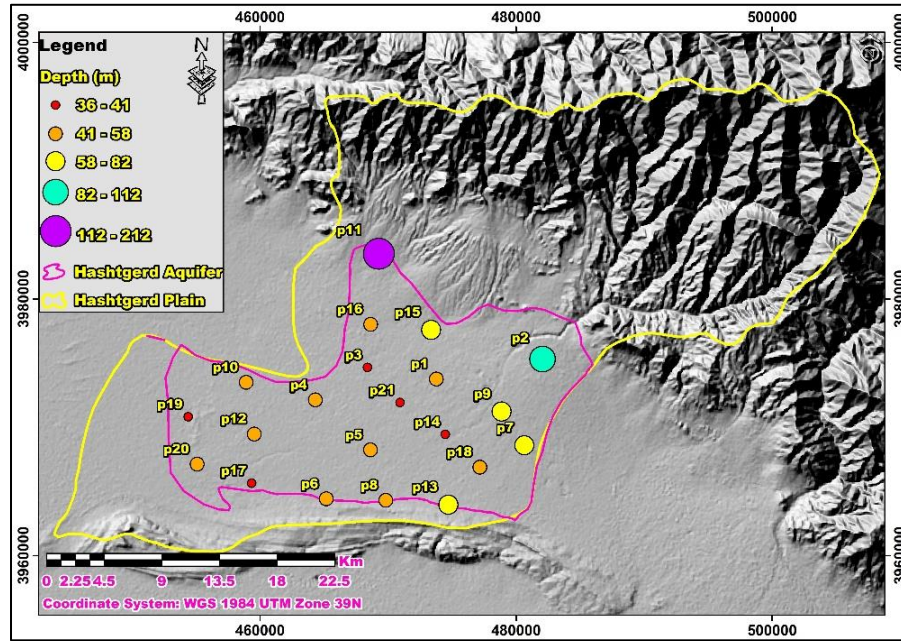 460000 480000 500000
4000000 4000000
Legend
N
Depth (m)
36 - 41
41 - 58
58 - 82
82 - 112
112 - 212
Hashtgerd Aquifer
Hashtgerd Plain
p11
3980000 3980000
p16 p15
p2
p3 p1
p10
p4 p21
p9
p19
p12 p14 p7
p5
p20 p18
p17
p6 p8 p13
3960000 3960000
Km
0 2.25 4.5 9 13.5 18 22.5
Coordinate System: WGS 1984 UTM Zone 39N
460000 480000 500000